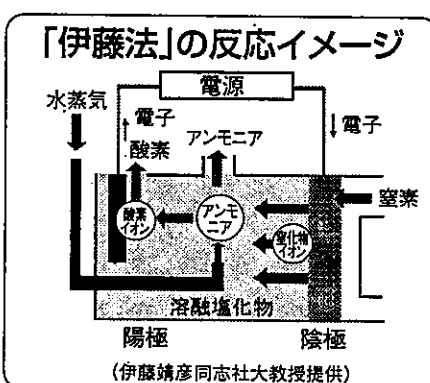 「伊藤法」の反応イメージ
電源
水蒸気
電子
酸素
アンモニア
電子
窒素
酸素
イオン
アンモ
ニア
窒化物
イオン
溶融塩化物
陽極
陰極
(伊藤靖彦同志社大教授提供)